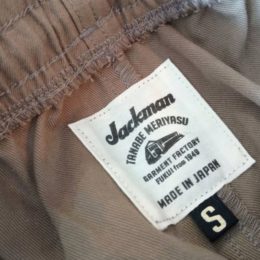 Jackman
TANABE MERIYASU
GARMENT FACTORY
FUKUI from 1949
MADE IN JAPAN
S